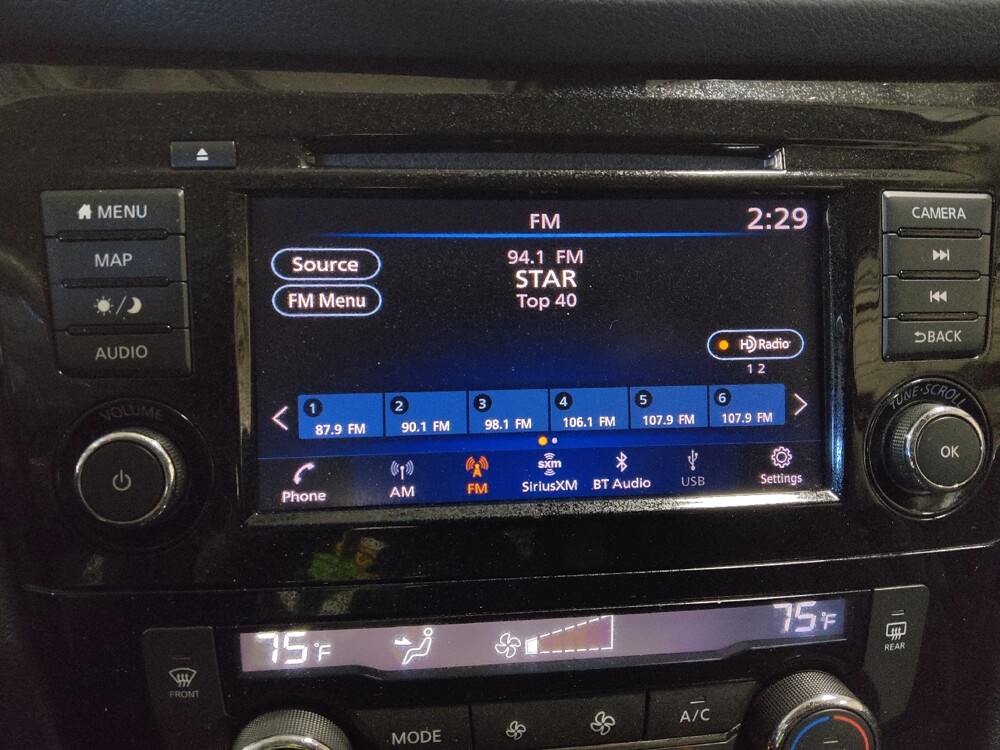 MENU
MAP
AUDIO
VOLUME
FM
2:29
Source
FM Menu
94.1 FM
STAR
Top 40
HD Radio
1 2
1
87.9 FM
2
90.1 FM
3
98.1 FM
4
106.1 FM
5
107.9 FM
6
107.9 FM
Phone
AM
FM
sxm
SiriusXM
BT Audio
USB
Settings
CAMERA
BACK
TUNE·SCROLL
OK
75°F
75°F
FRONT
REAR
MODE
A/C